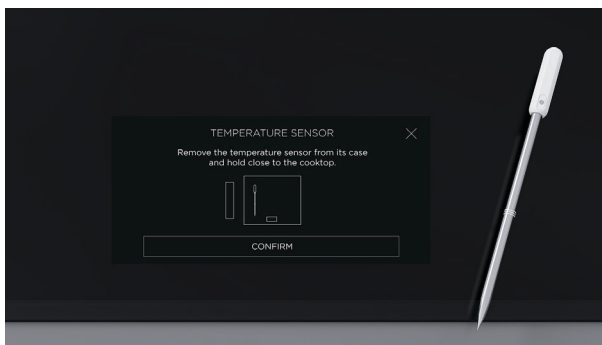 TEMPERATURE SENSOR
Remove the temperature sensor from its case
and hold close to the cooktop.
CONFIRM